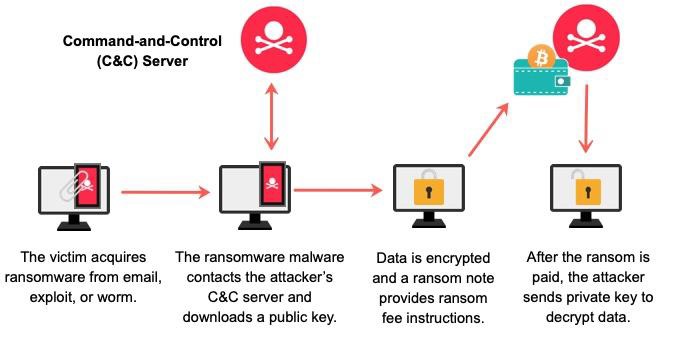 Command-and-Control
(C&C) Server
The victim acquires
ransomware from email,
exploit, or worm.
The ransomware malware
contacts the attacker's
C&C server and
downloads a public key.
Data is encrypted
and a ransom note
provides ransom
fee instructions.
After the ransom is
paid, the attacker
sends private key to
decrypt data.